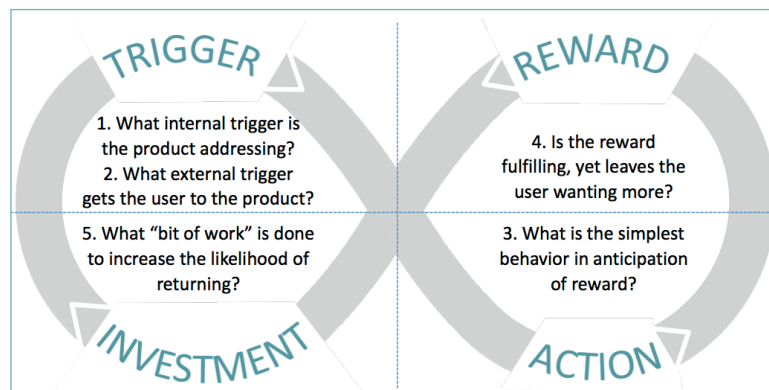 TRIGGER
1. What internal trigger is
the product addressing?
2. What external trigger
gets the user to the product?
REWARD
4. Is the reward
fulfilling, yet leaves the
user wanting more?
5. What “bit of work” is done
to increase the likelihood of
returning?
INVESTMENT
3. What is the simplest
behavior in anticipation
of reward?
ACTION